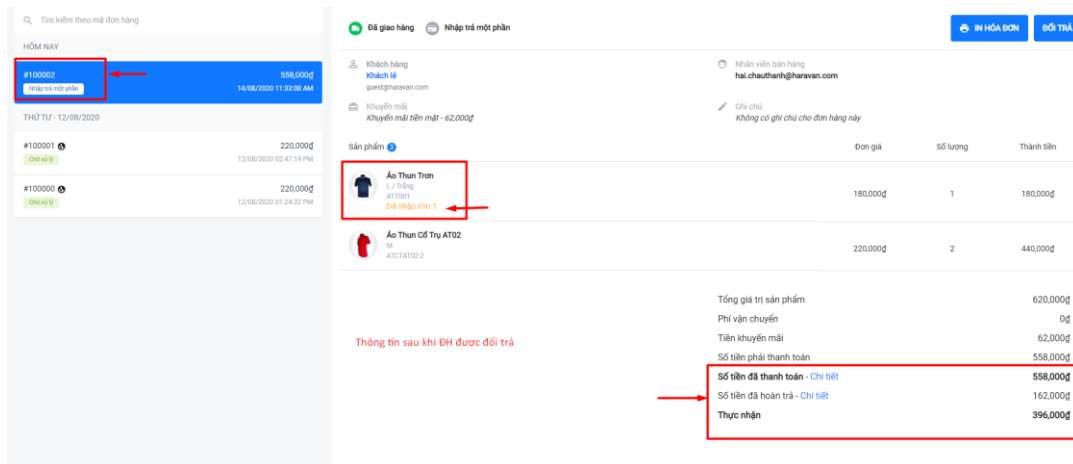 Tìm kiếm theo mã đơn hàng
HÔM NAY
#100002
558,000₫
Nhập trả một phần
14/08/2020 11:33:08 AM
THỨ TƯ - 12/08/2020
#100001
220,000₫
Chờ xử lý
12/08/2020 02:47:19 PM
#100000
220,000₫
Chờ xử lý
12/08/2020 01:24:32 PM
Đã giao hàng
Nhập trả một phần
IN HÓA ĐƠN
ĐỔI TRẢ
Khách hàng
Khách lẻ
guest@haravan.com
Nhân viên bán hàng
hai.chauthanh@haravan.com
Khuyến mãi
Khuyến mãi tiền mặt - 62,000₫
Ghi chú
Không có ghi chú cho đơn hàng này
Sản phẩm 3
Đơn giá
Số lượng
Thành tiền
Áo Thun Trơn
L / Trắng
ATT001
Đã nhập kho 1
180,000₫
1
180,000₫
Áo Thun Cổ Trụ AT02
M
ATCTAT02-2
220,000₫
2
440,000₫
Thông tin sau khi ĐH được đổi trả
Tổng giá trị sản phẩm 620,000₫
Phí vận chuyển 0₫
Tiền khuyến mãi 62,000₫
Số tiền phải thanh toán 558,000₫
Số tiền đã thanh toán - Chi tiết 558,000₫
Số tiền đã hoàn trả - Chi tiết 162,000₫
Thực nhận 396,000₫